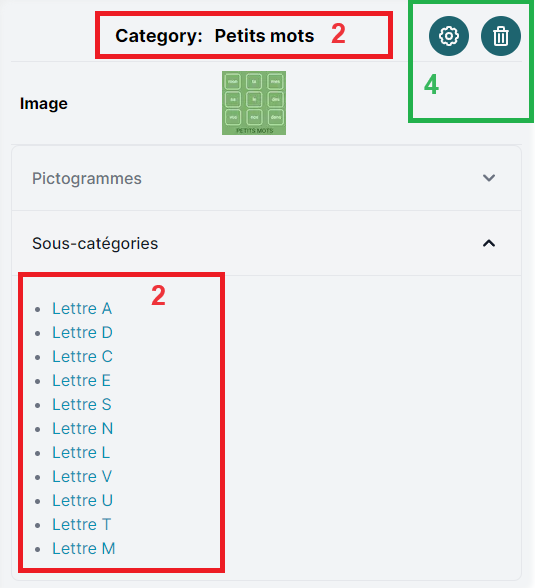 Category: Petits mots 2
4
Image
PETITS MOTS
Pictogrammes
Sous-catégories
2
Lettre A
Lettre D
Lettre C
Lettre E
Lettre S
Lettre N
Lettre L
Lettre V
Lettre U
Lettre T
Lettre M